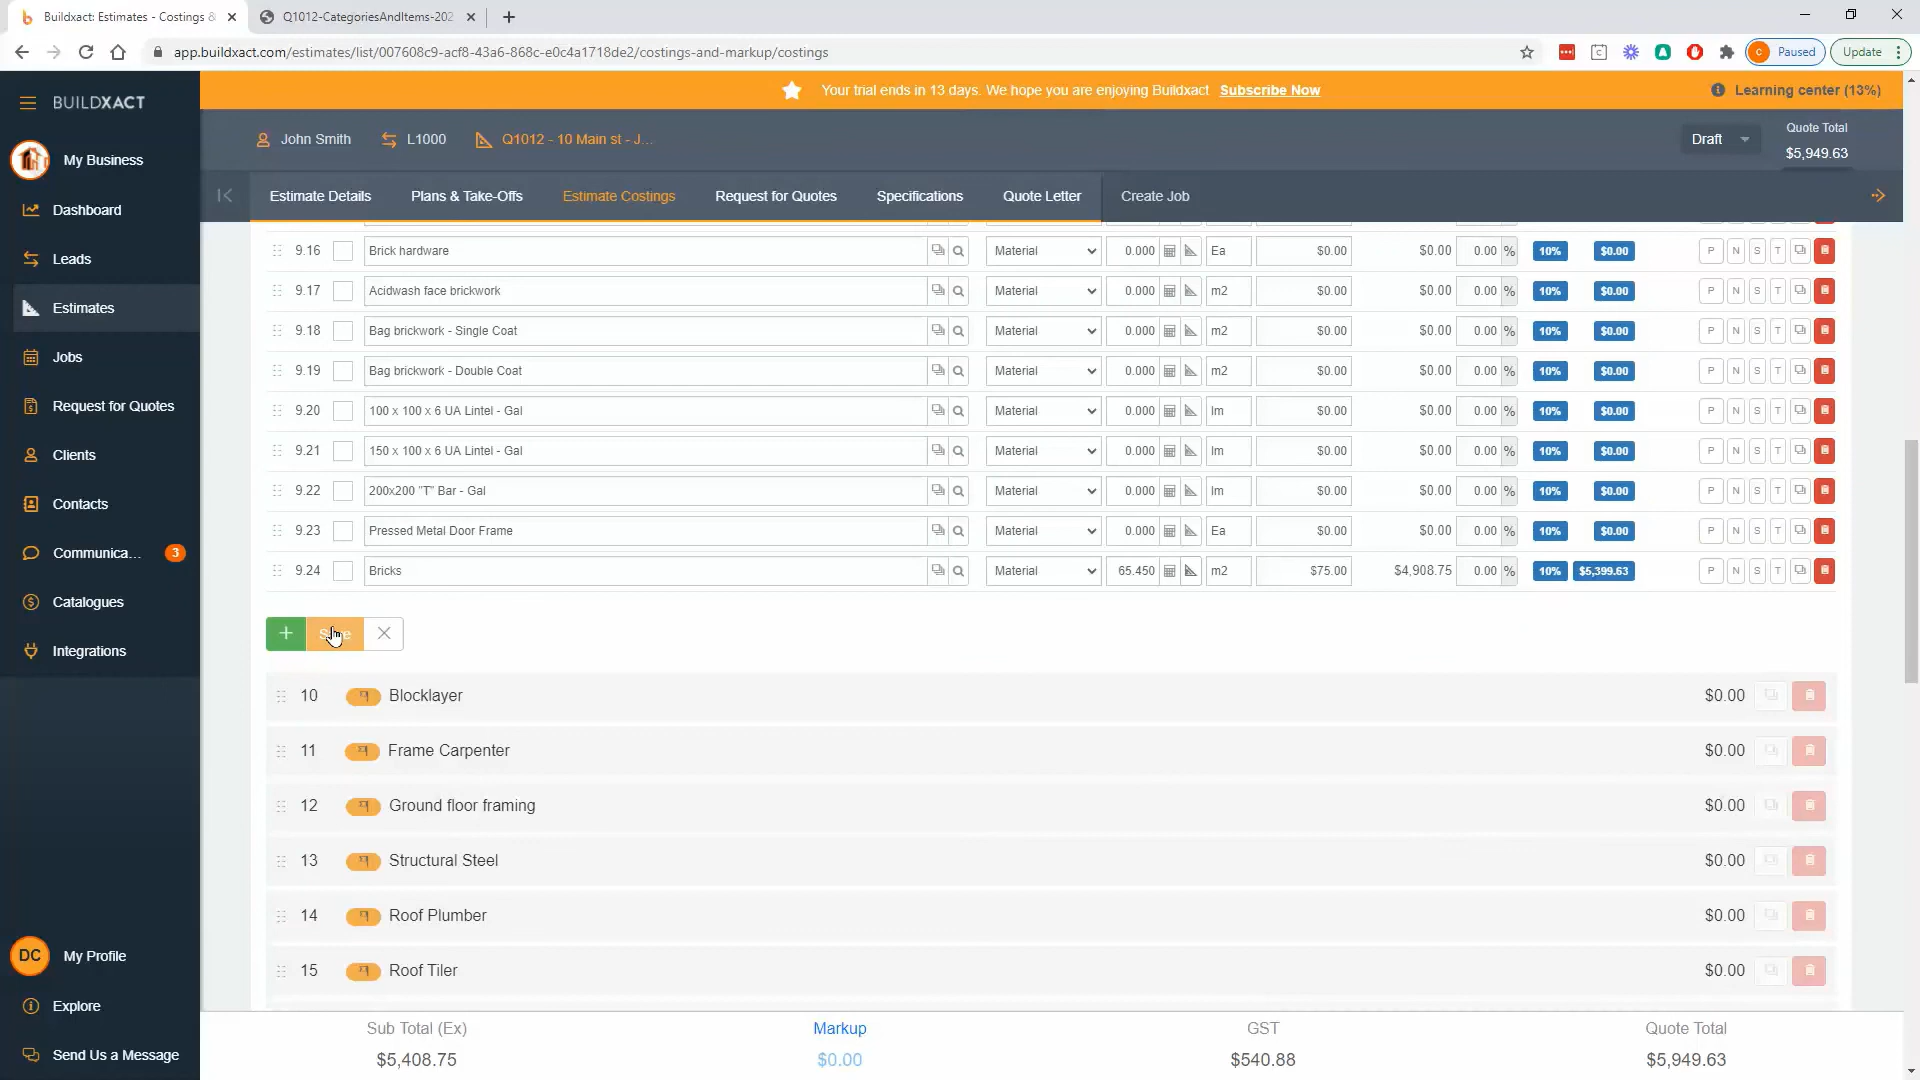 Buildxact: Estimates - Costings &
Q1012-CategoriesAndItems-202
app.buildxact.com/estimates/list/007608c9-acf8-43a6-868c-e0c4a1718de2/costings-and-markup/costings
C Paused
Update
BUILDXACT
Your trial ends in 13 days. We hope you are enjoying Buildxact Subscribe Now
Learning center (13%)
John Smith
L1000
Q1012 - 10 Main st - J...
Draft
Quote Total
$5,949.63
My Business
Dashboard
Leads
Estimates
Jobs
Request for Quotes
Clients
Contacts
Communica... 3
Catalogues
Integrations
DC My Profile
Explore
Send Us a Message
Estimate Details Plans & Take-Offs Estimate Costings Request for Quotes Specifications Quote Letter Create Job
9.16 Brick hardware Material 0.000 Ea $0.00 $0.00 0.00 % 10% $0.00 P N S T
9.17 Acidwash face brickwork Material 0.000 m2 $0.00 $0.00 0.00 % 10% $0.00 P N S T
9.18 Bag brickwork - Single Coat Material 0.000 m2 $0.00 $0.00 0.00 % 10% $0.00 P N S T
9.19 Bag brickwork - Double Coat Material 0.000 m2 $0.00 $0.00 0.00 % 10% $0.00 P N S T
9.20 100 x 100 x 6 UA Lintel - Gal Material 0.000 lm $0.00 $0.00 0.00 % 10% $0.00 P N S T
9.21 150 x 100 x 6 UA Lintel - Gal Material 0.000 lm $0.00 $0.00 0.00 % 10% $0.00 P N S T
9.22 200x200 "T" Bar - Gal Material 0.000 lm $0.00 $0.00 0.00 % 10% $0.00 P N S T
9.23 Pressed Metal Door Frame Material 0.000 Ea $0.00 $0.00 0.00 % 10% $0.00 P N S T
9.24 Bricks Material 65.450 m2 $75.00 $4,908.75 0.00 % 10% $5,399.63 P N S T
10 Blocklayer $0.00
11 Frame Carpenter $0.00
12 Ground floor framing $0.00
13 Structural Steel $0.00
14 Roof Plumber $0.00
15 Roof Tiler $0.00
Sub Total (Ex) Markup GST Quote Total
$5,408.75 $0.00 $540.88 $5,949.63